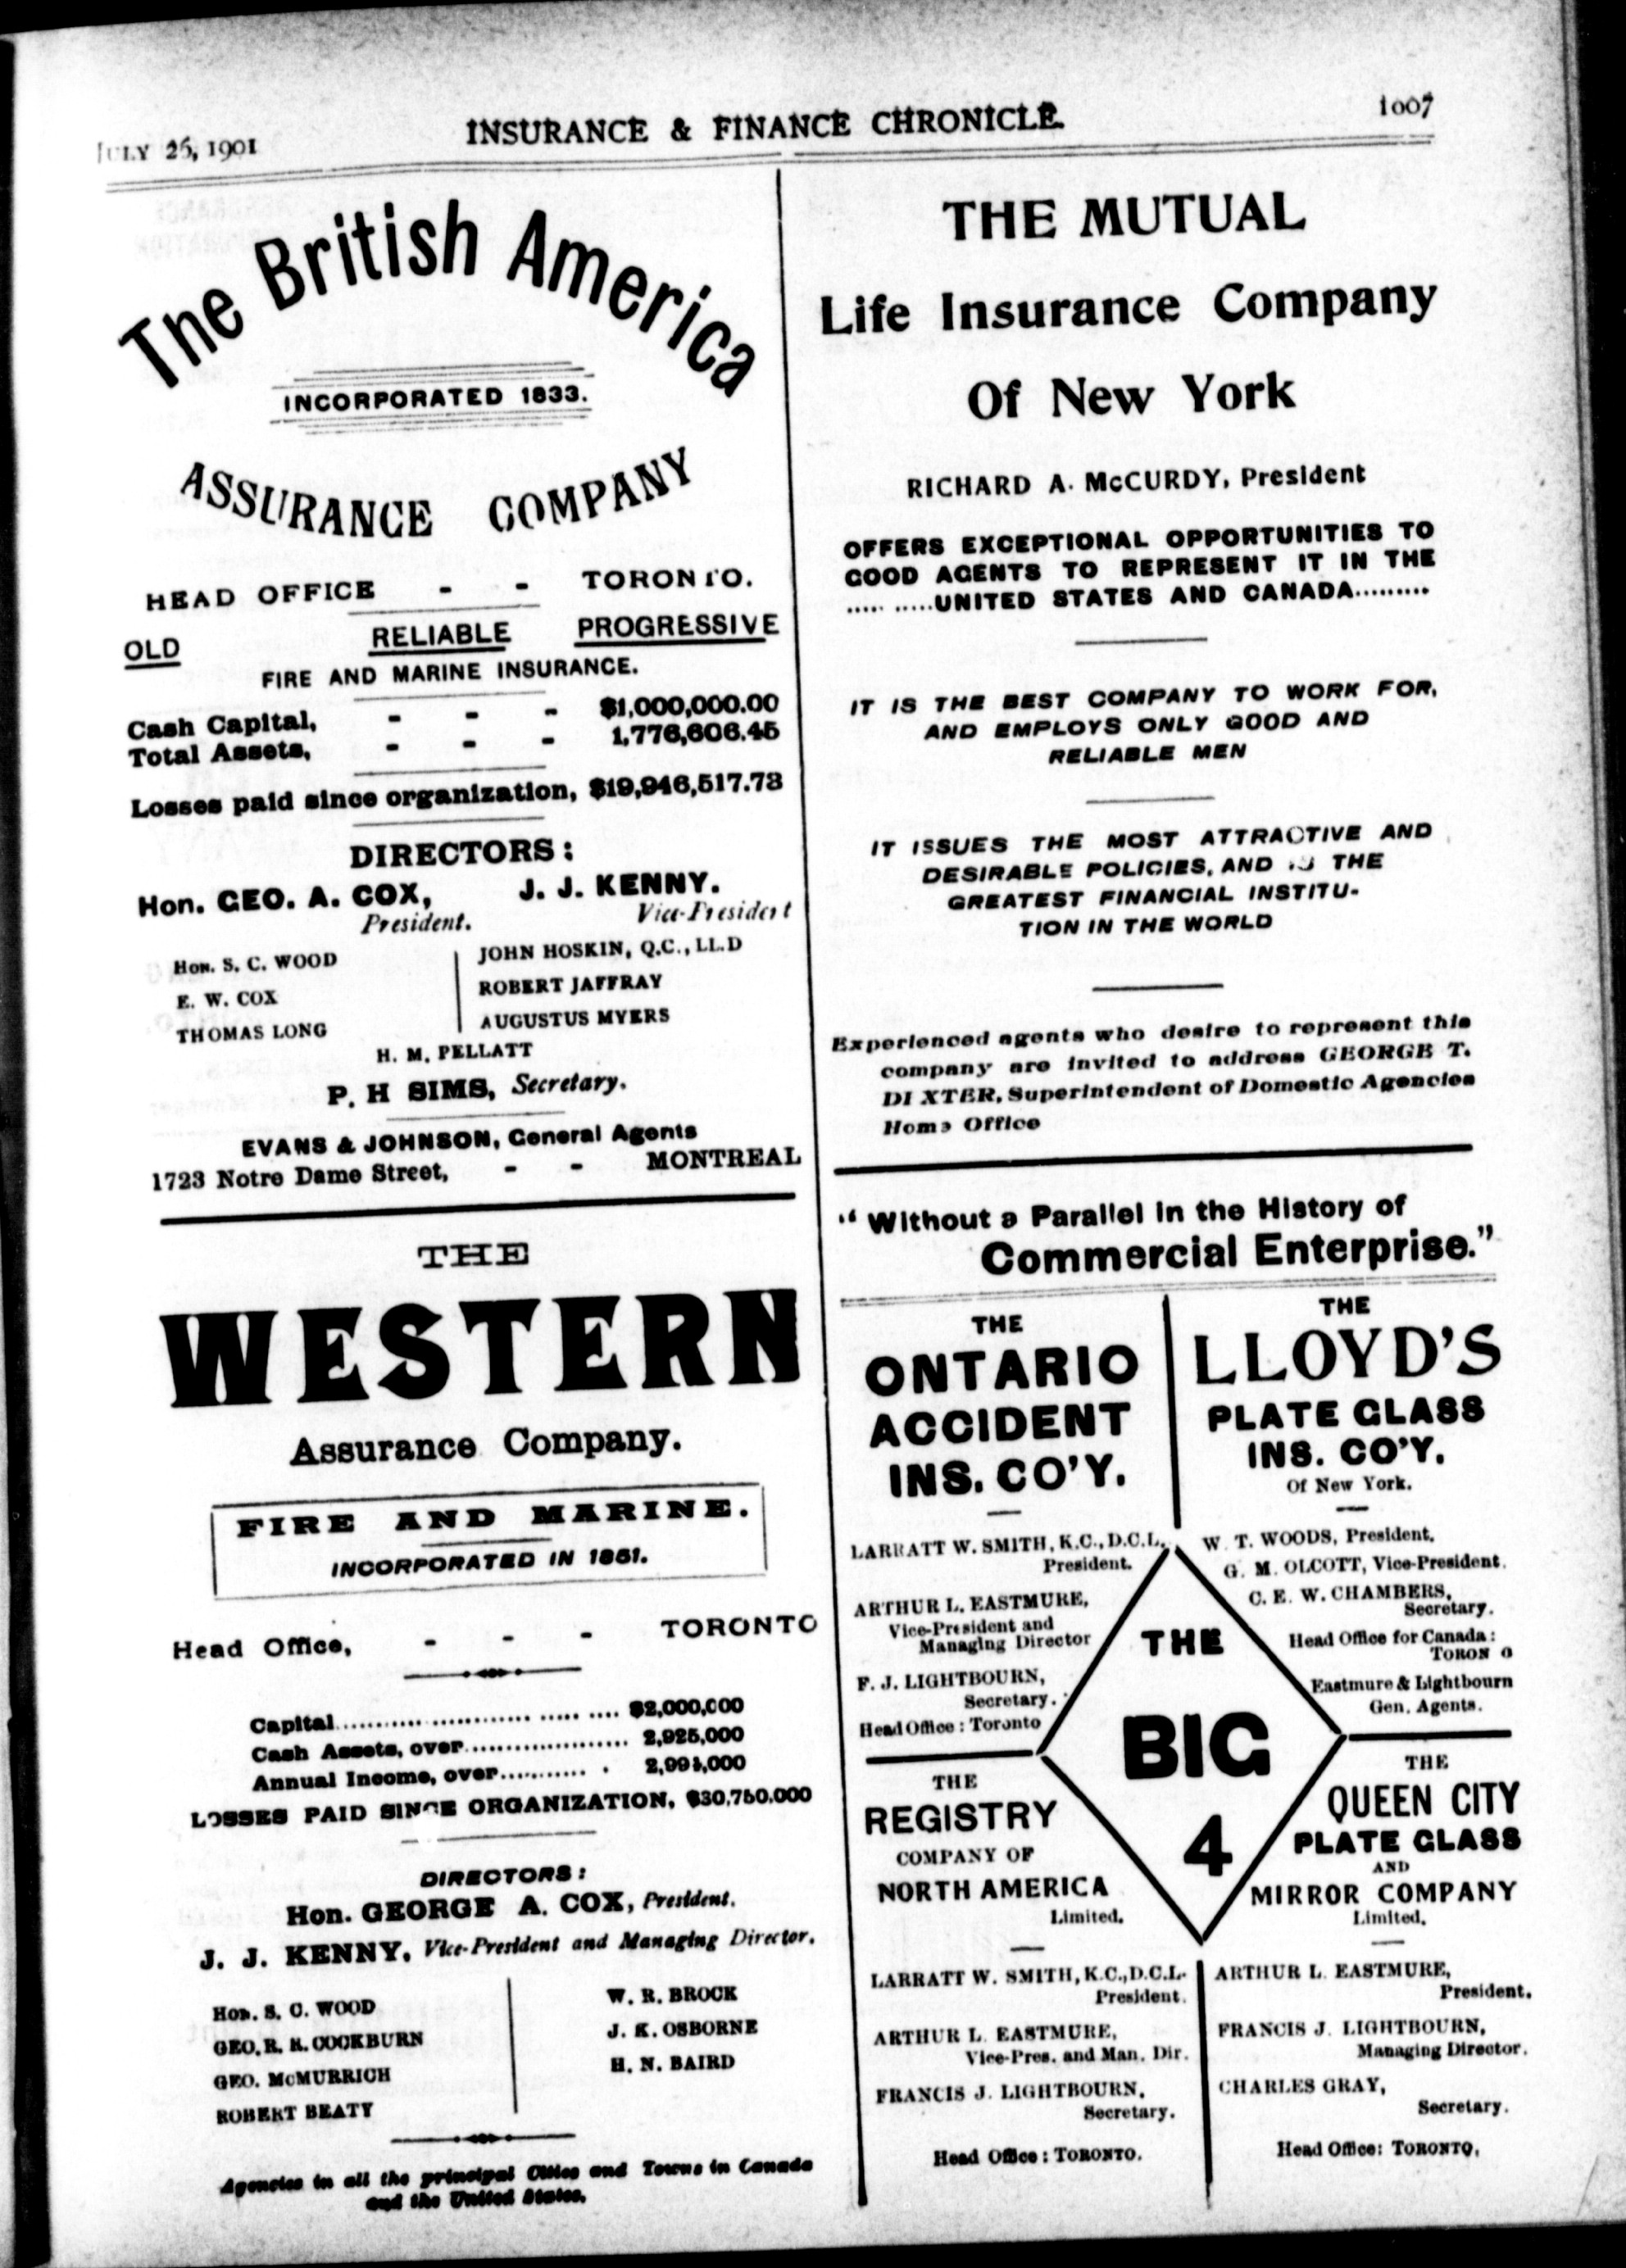 JULY 26, 1901
INSURANCE & FINANCE CHRONICLE.
1007
The British America
INCORPORATED 1833.
ASSURANCE COMPANY
HEAD OFFICE - - TORONTO.
OLD RELIABLE PROGRESSIVE
FIRE AND MARINE INSURANCE.
Cash Capital, - - - $1,000,000.00
Total Assets, - - - 1,776,606.45
Losses paid since organization, $19,946,517.73
DIRECTORS:
Hon. GEO. A. COX, J. J. KENNY.
President. Vice-President
Hon. S. C. WOOD
E. W. COX
THOMAS LONG
JOHN HOSKIN, Q.C., LL.D
ROBERT JAFFRAY
AUGUSTUS MYERS
H. M. PELLATT
P. H SIMS, Secretary.
EVANS & JOHNSON, General Agents
1723 Notre Dame Street, - - MONTREAL
THE
WESTERN
Assurance Company.
FIRE AND MARINE.
INCORPORATED IN 1851.
Head Office, - - - TORONTO
Capital.......................... $2,000,000
Cash Assets, over.................... 2,925,000
Annual Income, over........... . 2,994,000
LOSSES PAID SINCE ORGANIZATION, $30,750,000
DIRECTORS:
Hon. GEORGE A. COX, President.
J. J. KENNY, Vice-President and Managing Director.
Hon. S. C. WOOD
GEO. R. R. COCKBURN
GEO. McMURRICH
ROBERT BEATY
W. R. BROCK
J. K. OSBORNE
H. N. BAIRD
Agencies in all the principal Cities and Towns in Canada
and the United States.
THE MUTUAL
Life Insurance Company
Of New York
RICHARD A. McCURDY, President
OFFERS EXCEPTIONAL OPPORTUNITIES TO
GOOD AGENTS TO REPRESENT IT IN THE
..........UNITED STATES AND CANADA.........
IT IS THE BEST COMPANY TO WORK FOR,
AND EMPLOYS ONLY GOOD AND
RELIABLE MEN
IT ISSUES THE MOST ATTRACTIVE AND
DESIRABLE POLICIES, AND IS THE
GREATEST FINANCIAL INSTITU-
TION IN THE WORLD
Experienced agents who desire to represent this
company are invited to address GEORGE T.
DEXTER, Superintendent of Domestic Agencies
Home Office
"Without a Parallel in the History of
Commercial Enterprise."
THE
ONTARIO
ACCIDENT
INS. CO'Y.
LARRATT W. SMITH, K.C., D.C.L.,
President.
ARTHUR L. EASTMURE,
Vice-President and
Managing Director
F. J. LIGHTBOURN,
Secretary.
Head Office: Toronto
THE
LLOYD'S
PLATE GLASS
INS. CO'Y.
Of New York.
W. T. WOODS, President.
G. M. OLCOTT, Vice-President.
C. E. W. CHAMBERS,
Secretary.
Head Office for Canada:
TORON O
Eastmure & Lightbourn
Gen. Agents.
THE
BIG
4
THE
REGISTRY
COMPANY OF
NORTH AMERICA
Limited.
LARRATT W. SMITH, K.C., D.C.L.
President.
ARTHUR L. EASTMURE,
Vice-Pres. and Man. Dir.
FRANCIS J. LIGHTBOURN,
Secretary.
Head Office: TORONTO.
THE
QUEEN CITY
PLATE GLASS
AND
MIRROR COMPANY
Limited.
ARTHUR L. EASTMURE,
President.
FRANCIS J. LIGHTBOURN,
Managing Director.
CHARLES GRAY,
Secretary.
Head Office: TORONTO.